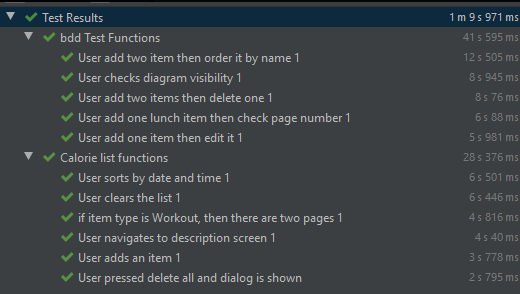 Test Results 1 m 9 s 971 ms
bdd Test Functions 41 s 595 ms
User add two item then order it by name 1 12 s 505 ms
User checks diagram visibility 1 8 s 945 ms
User add two items then delete one 1 8 s 76 ms
User add one lunch item then check page number 1 6 s 88 ms
User add one item then edit it 1 5 s 981 ms
Calorie list functions 28 s 376 ms
User sorts by date and time 1 6 s 501 ms
User clears the list 1 6 s 446 ms
if item type is Workout, then there are two pages 1 4 s 816 ms
User navigates to description screen 1 4 s 40 ms
User adds an item 1 3 s 778 ms
User pressed delete all and dialog is shown 2 s 795 ms